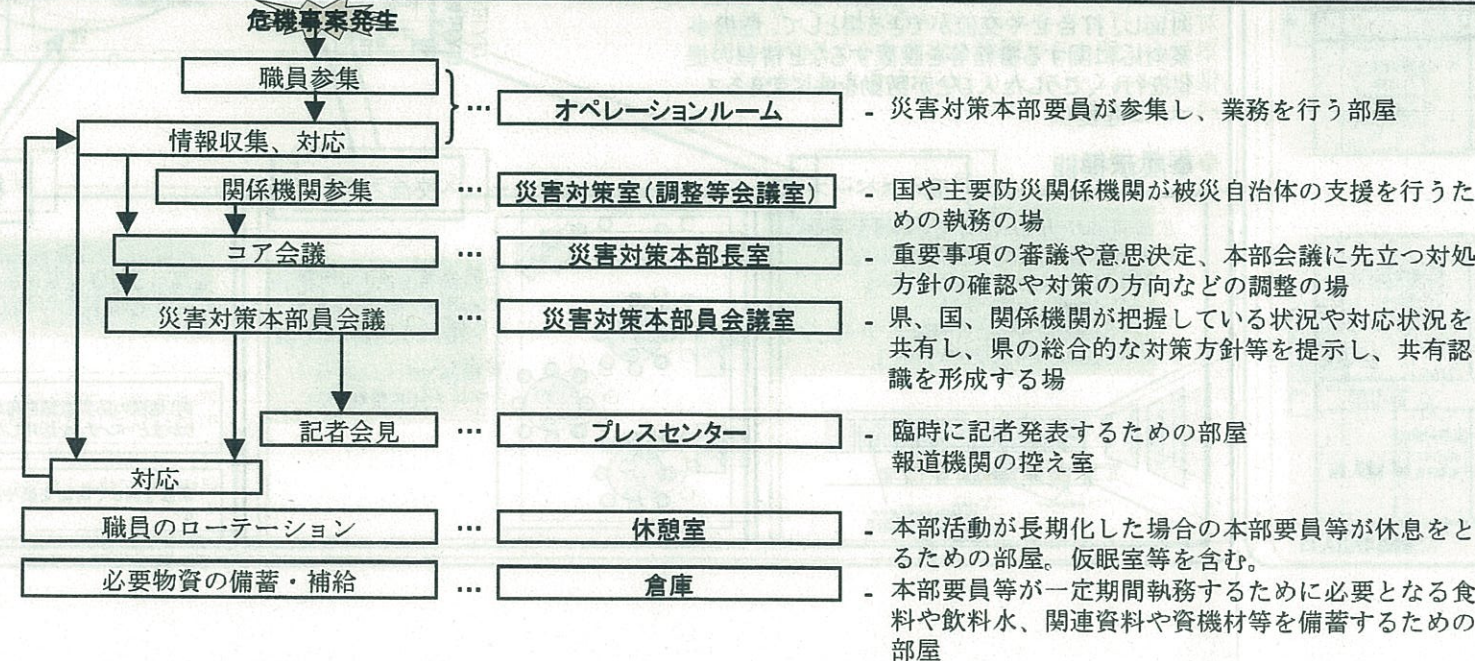 危機事案発生
職員参集
情報収集、対応
… オペレーションルーム - 災害対策本部要員が参集し、業務を行う部屋
関係機関参集 … 災害対策室(調整等会議室) - 国や主要防災関係機関が被災自治体の支援を行うた
めの執務の場
コア会議 … 災害対策本部長室 - 重要事項の審議や意思決定、本部会議に先立つ対処
方針の確認や対策の方向などの調整の場
災害対策本部員会議 … 災害対策本部員会議室 - 県、国、関係機関が把握している状況や対応状況を
共有し、県の総合的な対策方針等を提示し、共有認
識を形成する場
記者会見 … プレスセンター - 臨時に記者発表するための部屋
報道機関の控え室
対応
職員のローテーション … 休憩室 - 本部活動が長期化した場合の本部要員等が休息をと
るための部屋。仮眠室等を含む。
必要物資の備蓄・補給 … 倉庫 - 本部要員等が一定期間執務するために必要となる食
料や飲料水、関連資料や資機材等を備蓄するための
部屋